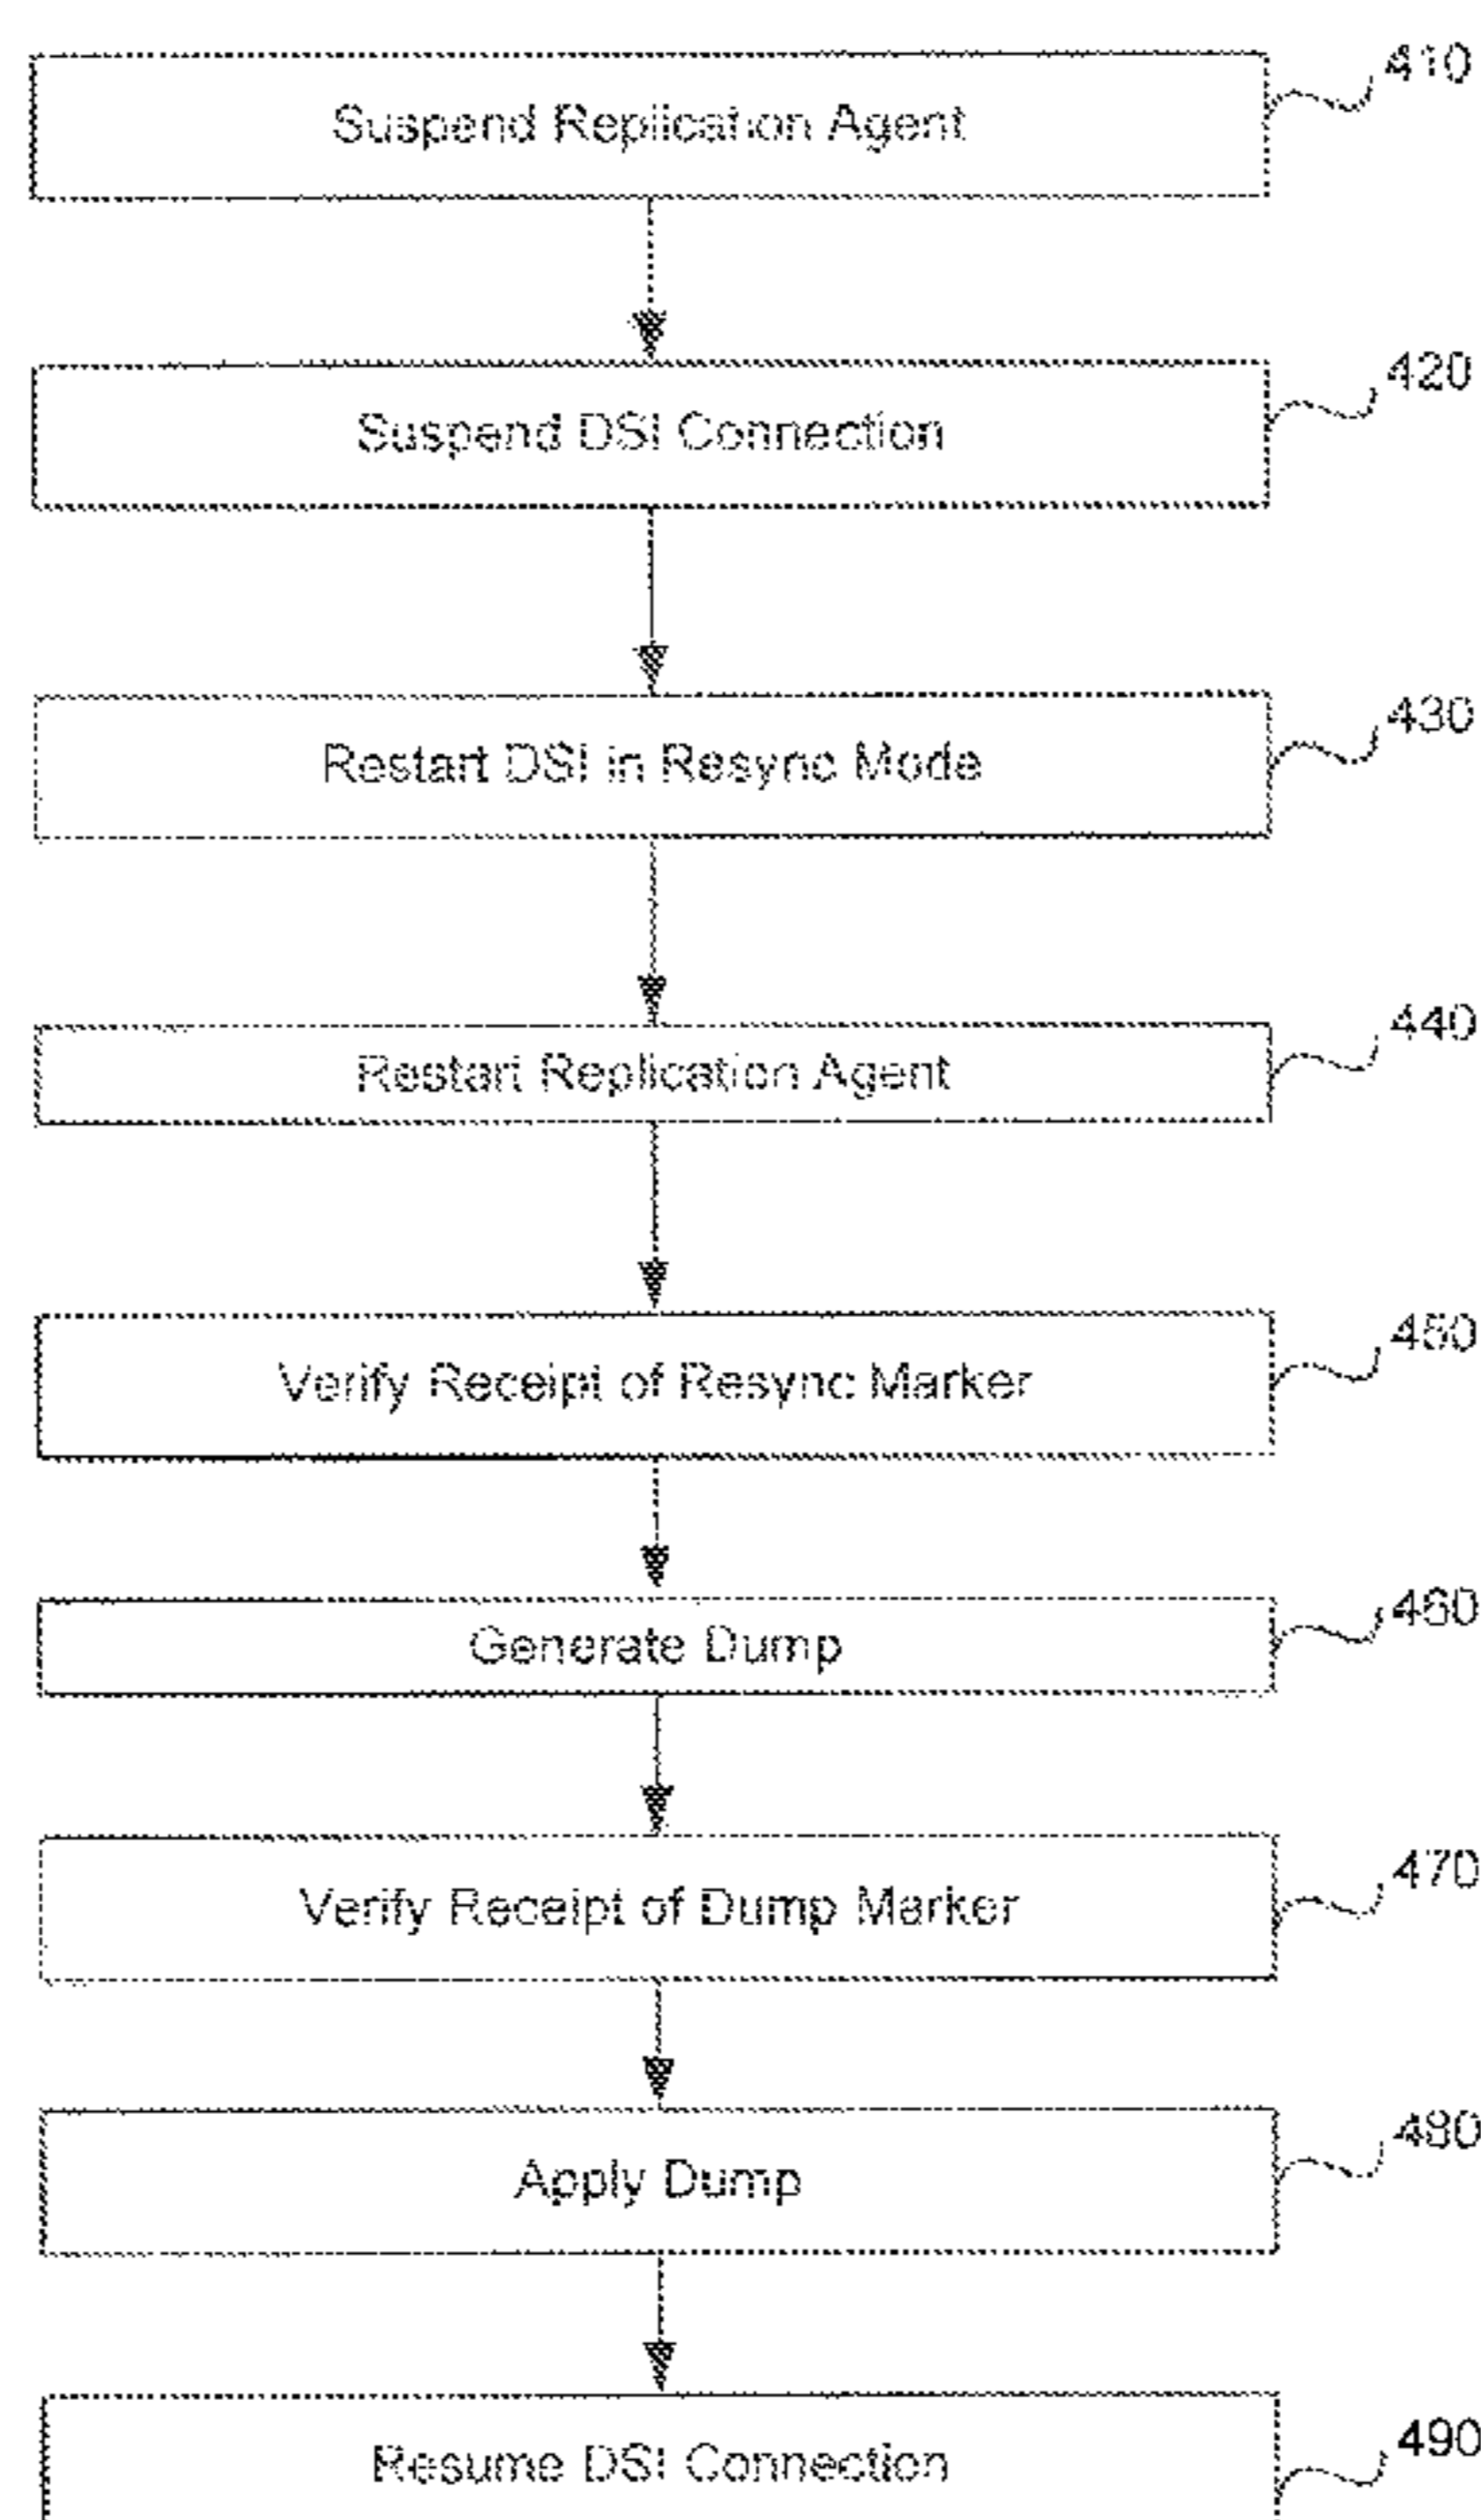 410
Suspend Replication Agent
420
Suspend DSI Connection
430
Restart DSI in Resync Mode
440
Restart Replication Agent
450
Verify Receipt of Resync Marker
460
Generate Dump
470
Verify Receipt of Dump Marker
480
Apply Dump
490
Resume DSI Connection